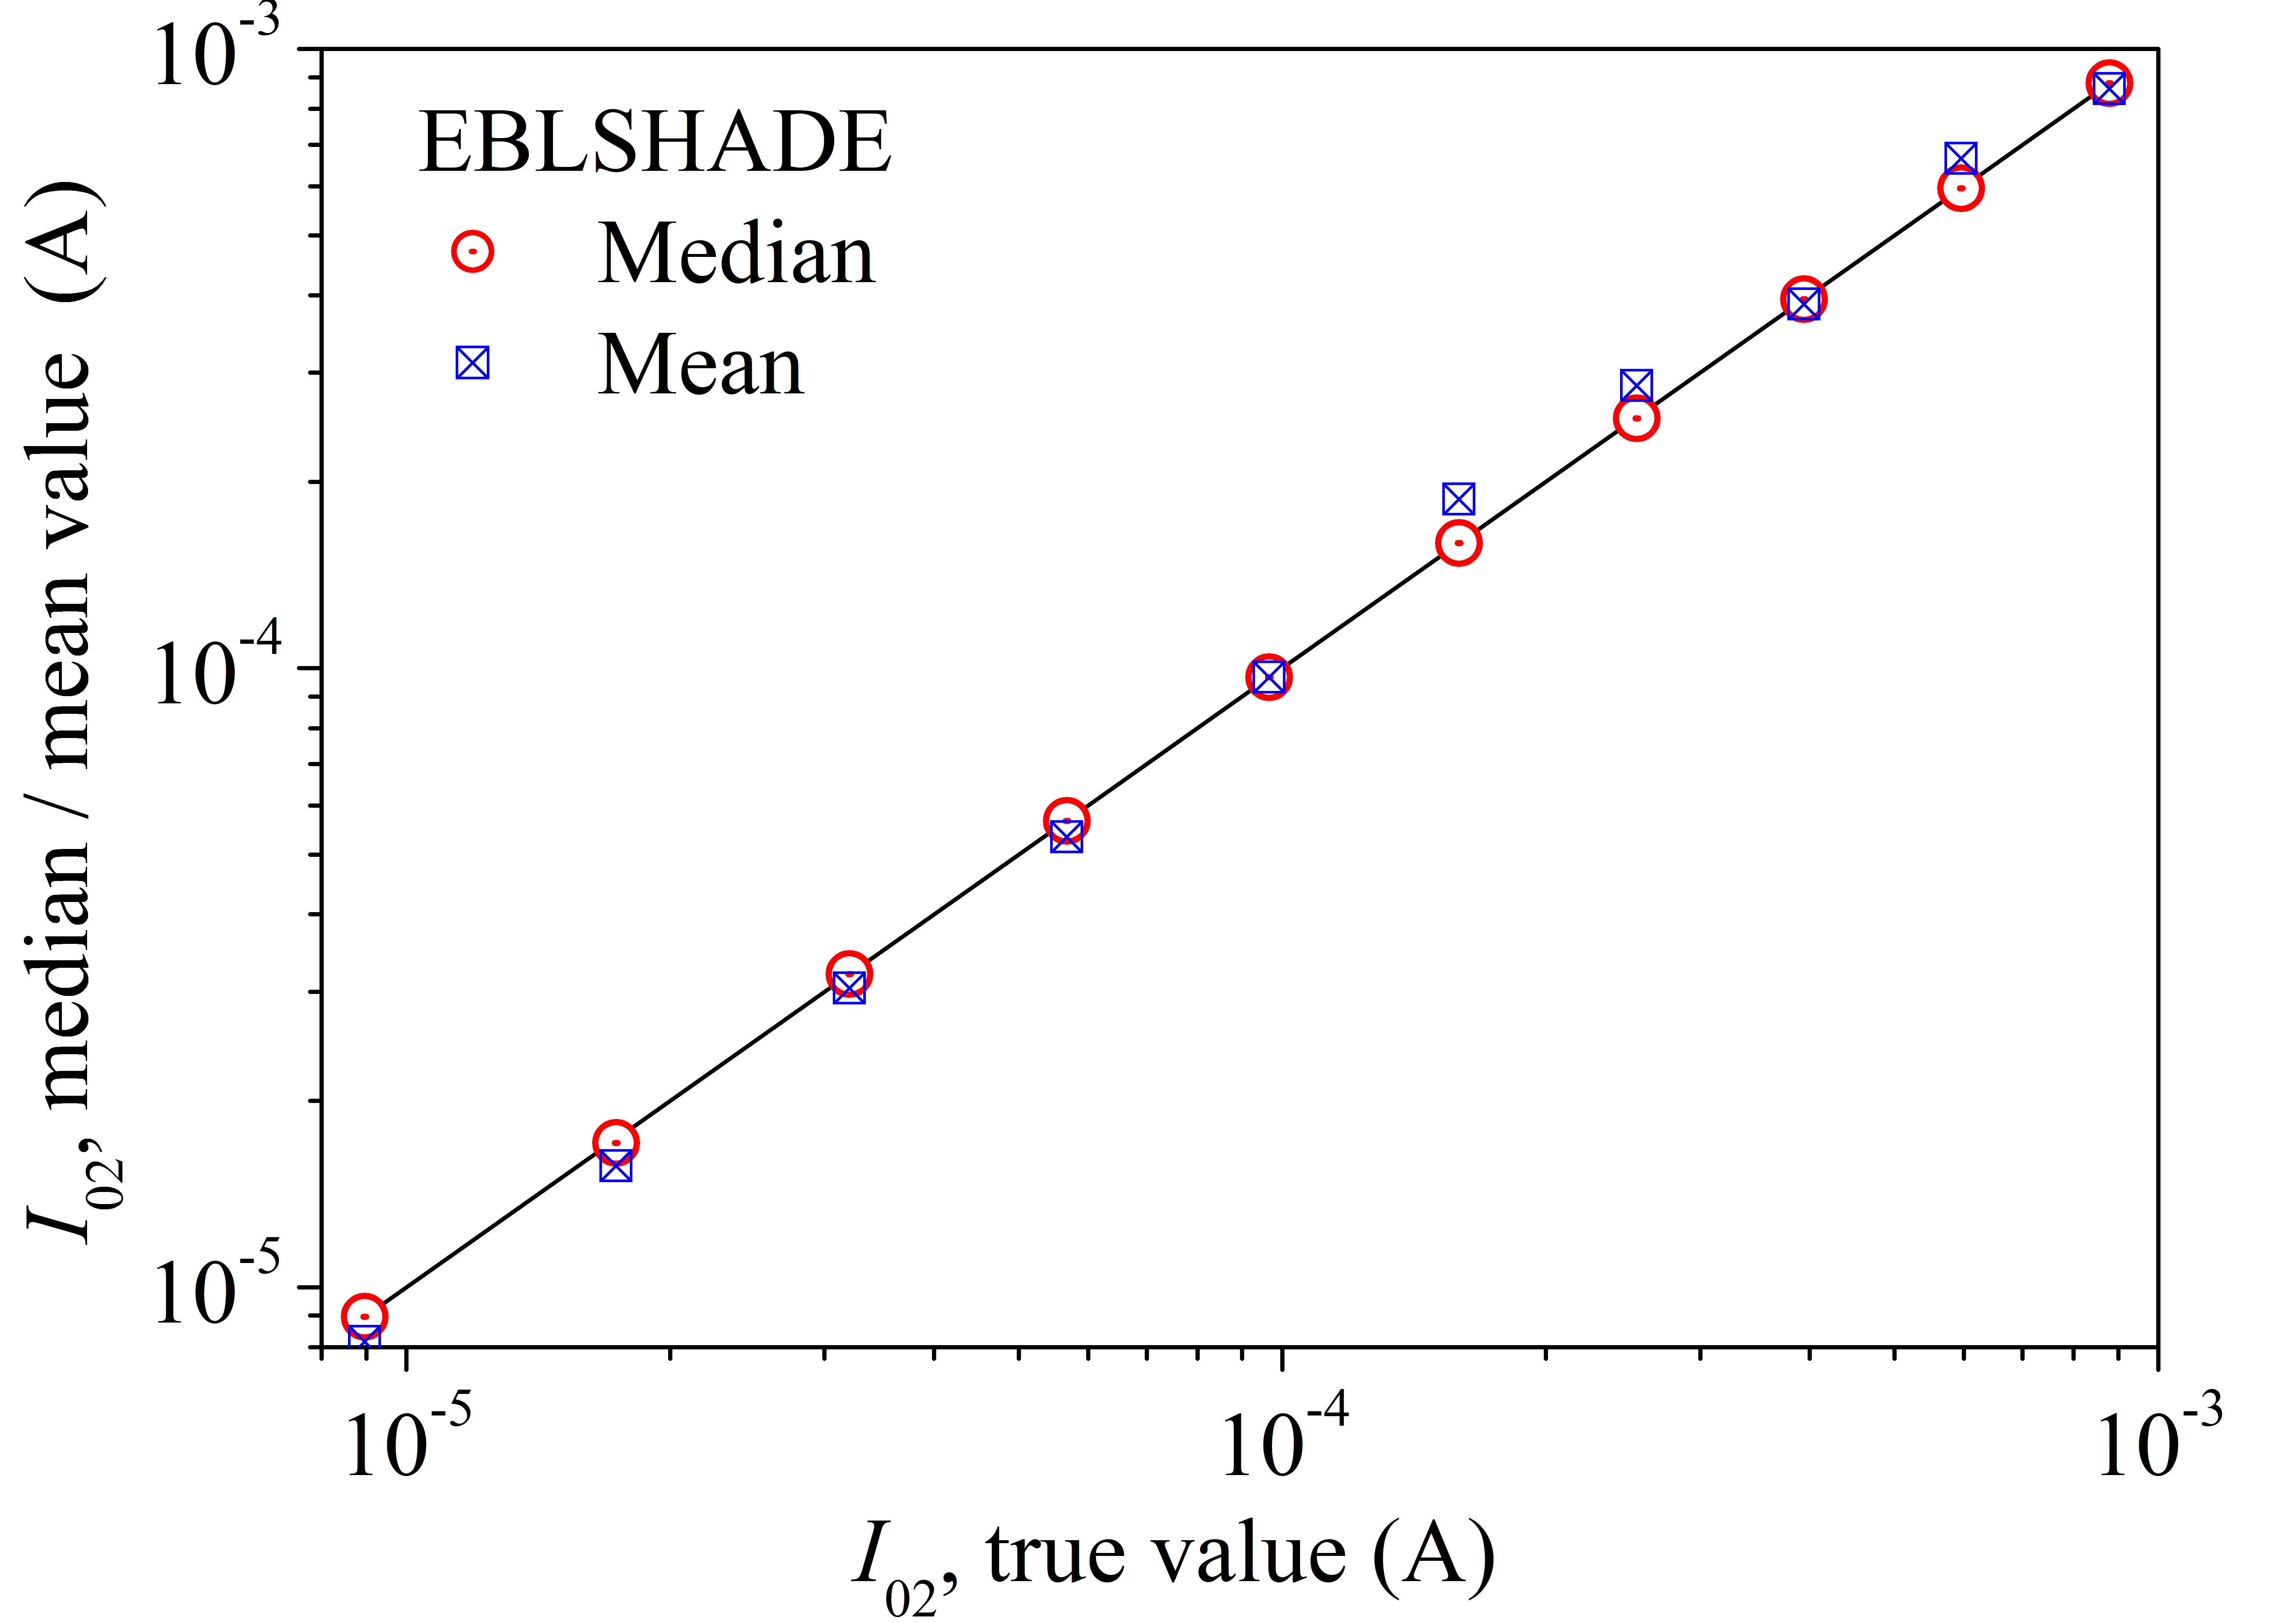 10⁻³
EBLSHADE
Median
Mean
10⁻⁴
10⁻⁵
I₀₂, median / mean value (A)
10⁻⁵
10⁻⁴
10⁻³
I₀₂, true value (A)